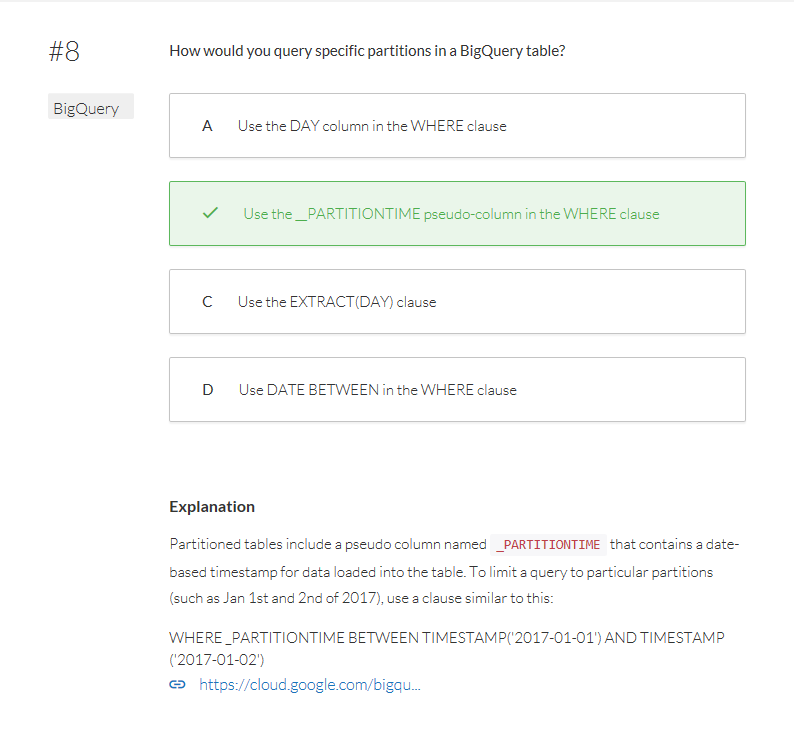 #8
How would you query specific partitions in a BigQuery table?
BigQuery
A Use the DAY column in the WHERE clause
✓ Use the __PARTITIONTIME pseudo-column in the WHERE clause
C Use the EXTRACT(DAY) clause
D Use DATE BETWEEN in the WHERE clause
Explanation
Partitioned tables include a pseudo column named _PARTITIONTIME that contains a date-
based timestamp for data loaded into the table. To limit a query to particular partitions
(such as Jan 1st and 2nd of 2017), use a clause similar to this:
WHERE _PARTITIONTIME BETWEEN TIMESTAMP('2017-01-01') AND TIMESTAMP
('2017-01-02')
https://cloud.google.com/bigqu...